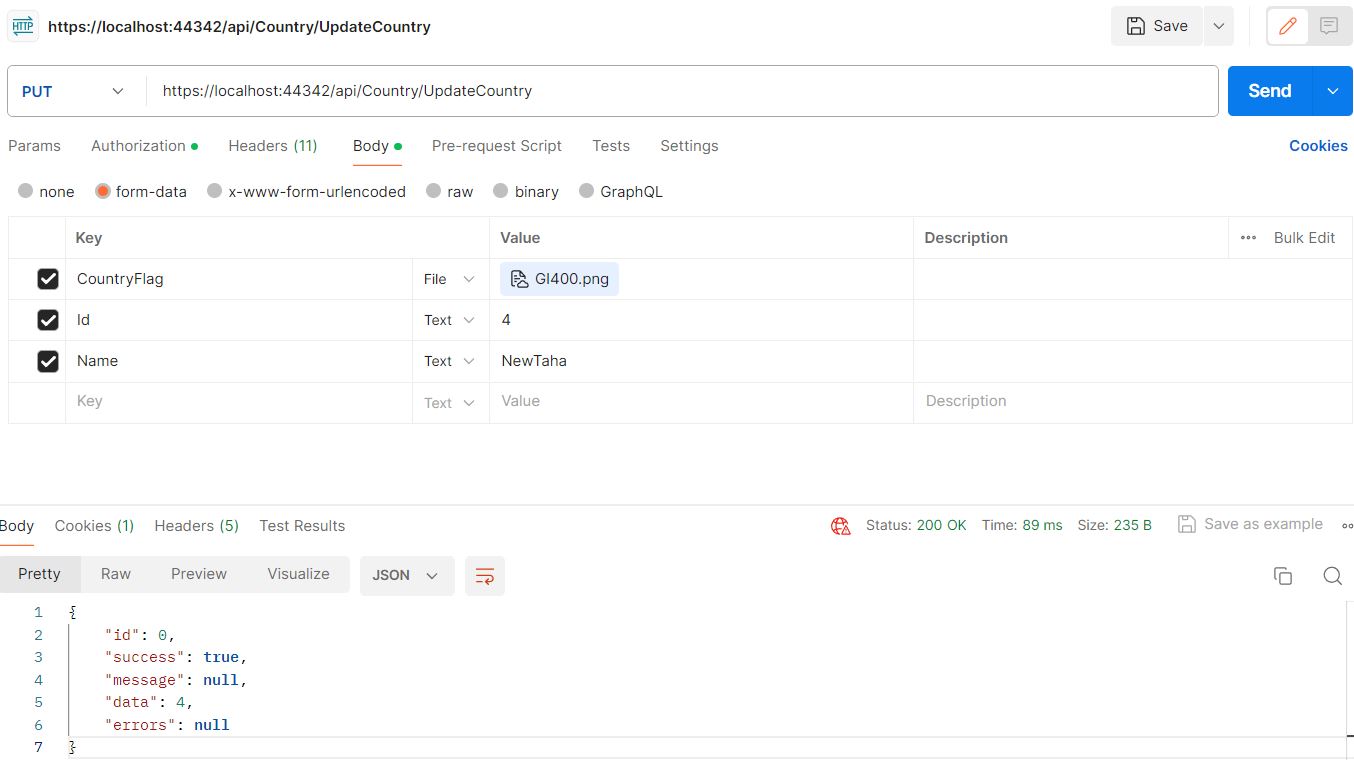 HTTP https://localhost:44342/api/Country/UpdateCountry Save
PUT https://localhost:44342/api/Country/UpdateCountry Send
Params Authorization Headers (11) Body Pre-request Script Tests Settings Cookies
none form-data x-www-form-urlencoded raw binary GraphQL
Key Value Description ••• Bulk Edit
CountryFlag File GI400.png
Id Text 4
Name Text NewTaha
Key Text Value Description
Body Cookies (1) Headers (5) Test Results Status: 200 OK Time: 89 ms Size: 235 B Save as example
Pretty Raw Preview Visualize JSON
1 {
2 "id": 0,
3 "success": true,
4 "message": null,
5 "data": 4,
6 "errors": null
7 }